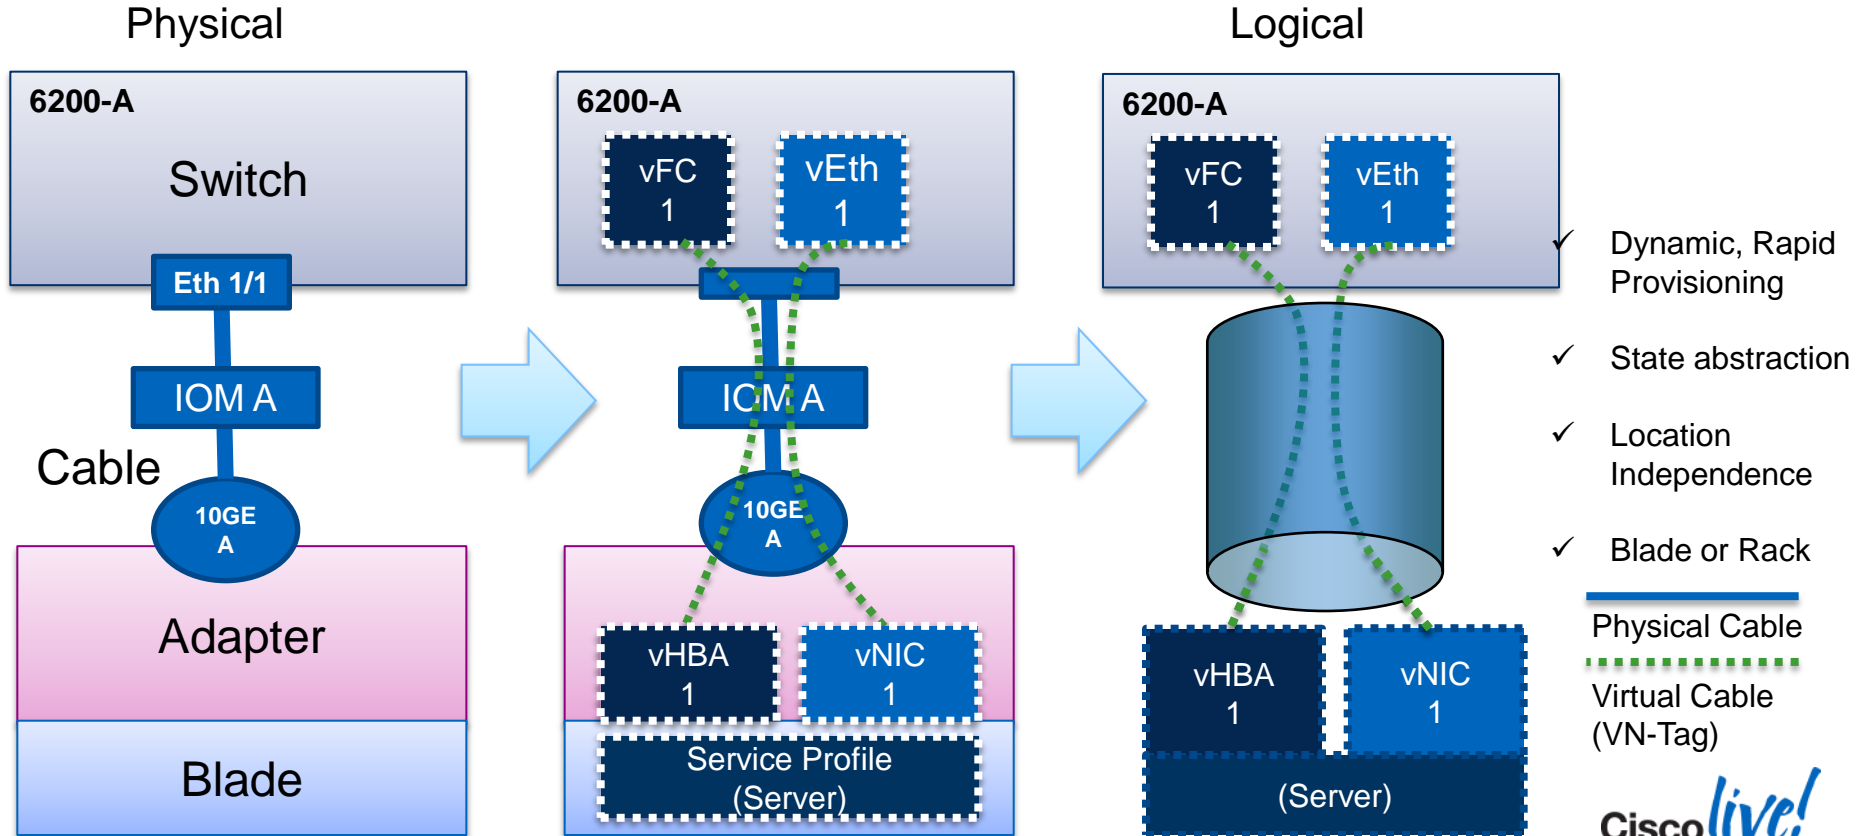 Physical
Logical
6200-A
Switch
Eth 1/1
IOM A
Cable
10GE
A
Adapter
Blade
6200-A
vFC
1
vEth
1
IOM A
10GE
A
vHBA
1
vNIC
1
Service Profile
(Server)
6200-A
vFC
1
vEth
1
vHBA
1
vNIC
1
(Server)
✓ Dynamic, Rapid
Provisioning
✓ State abstraction
✓ Location
Independence
✓ Blade or Rack
Physical Cable
Virtual Cable
(VN-Tag)
Cisco live!